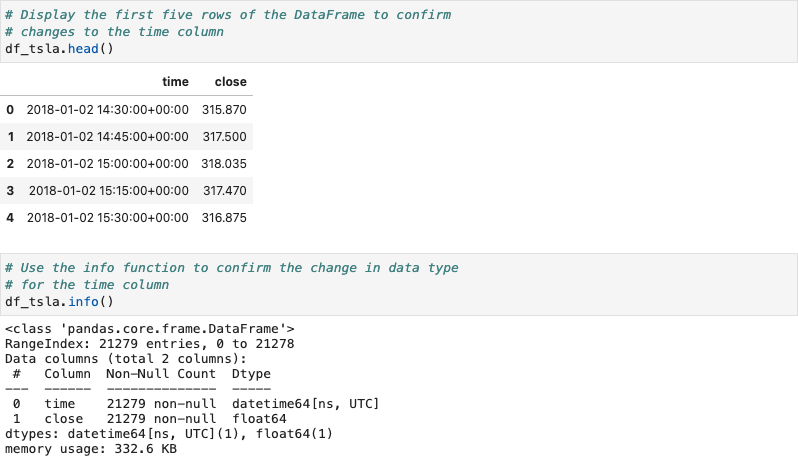 # Display the first five rows of the DataFrame to confirm
# changes to the time column
df_tsla.head()
time close
0 2018-01-02 14:30:00+00:00 315.870
1 2018-01-02 14:45:00+00:00 317.500
2 2018-01-02 15:00:00+00:00 318.035
3 2018-01-02 15:15:00+00:00 317.470
4 2018-01-02 15:30:00+00:00 316.875
# Use the info function to confirm the change in data type
# for the time column
df_tsla.info()
<class 'pandas.core.frame.DataFrame'>
RangeIndex: 21279 entries, 0 to 21278
Data columns (total 2 columns):
 #   Column  Non-Null Count  Dtype
---  ------  --------------  -----
 0   time    21279 non-null  datetime64[ns, UTC]
 1   close   21279 non-null  float64
dtypes: datetime64[ns, UTC](1), float64(1)
memory usage: 332.6 KB